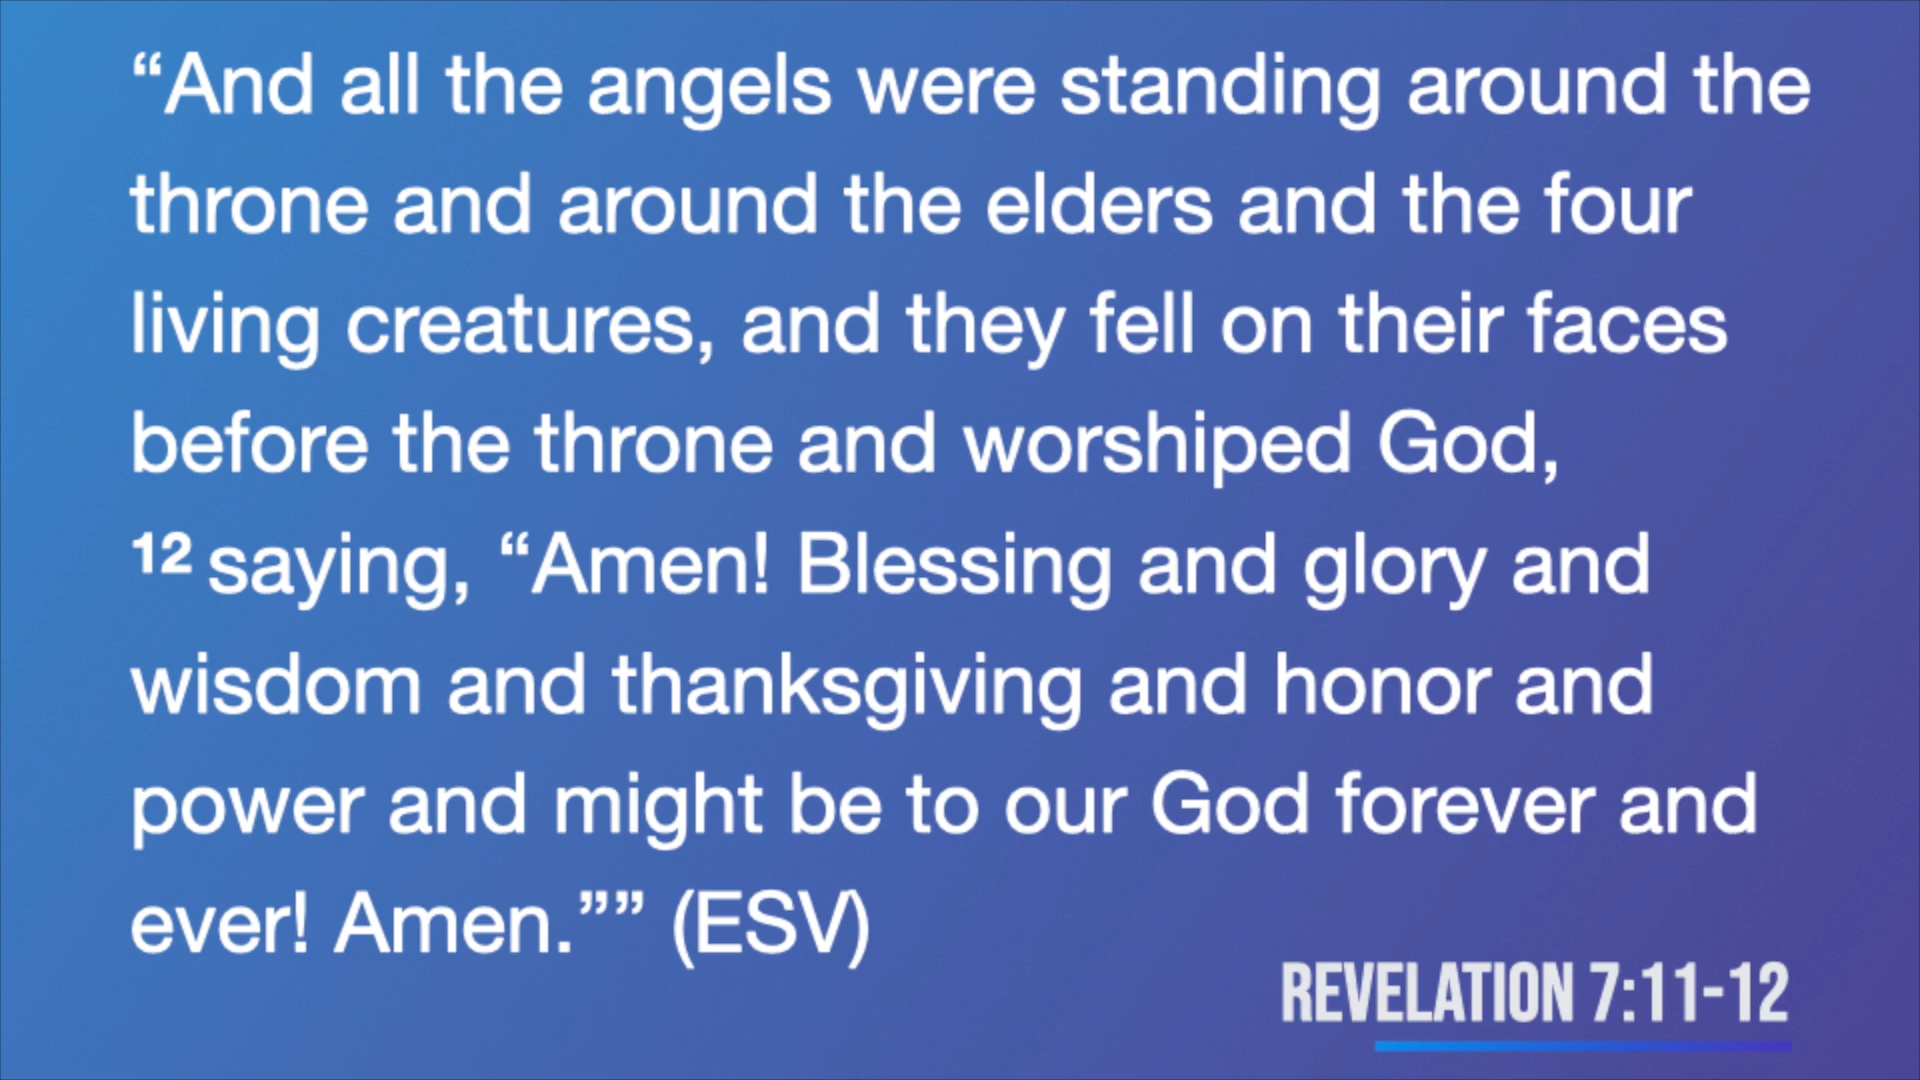 “And all the angels were standing around the
throne and around the elders and the four
living creatures, and they fell on their faces
before the throne and worshiped God,
12 saying, “Amen! Blessing and glory and
wisdom and thanksgiving and honor and
power and might be to our God forever and
ever! Amen.”” (ESV)
REVELATION 7:11-12